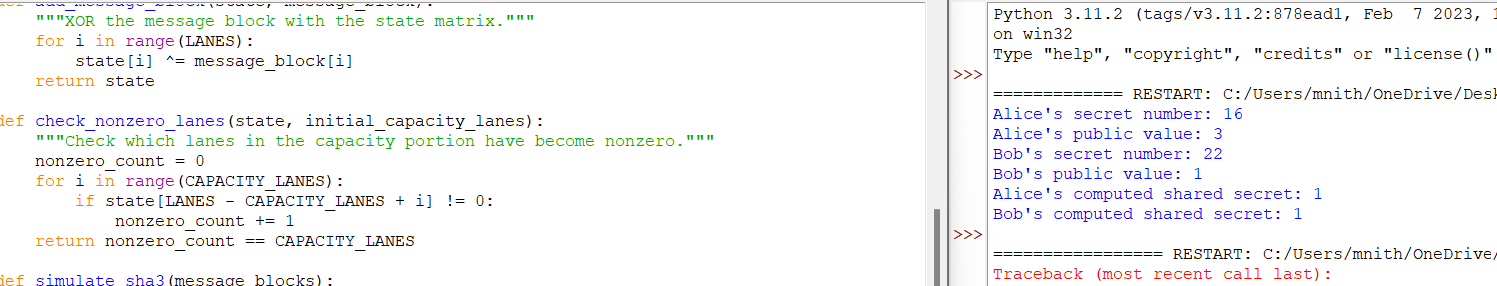 def add_message_block(state, message_block):
"""XOR the message block with the state matrix."""
for i in range(LANES):
state[i] ^= message_block[i]
return state
def check_nonzero_lanes(state, initial_capacity_lanes):
"""Check which lanes in the capacity portion have become nonzero."""
nonzero_count = 0
for i in range(CAPACITY_LANES):
if state[LANES - CAPACITY_LANES + i] != 0:
nonzero_count += 1
return nonzero_count == CAPACITY_LANES
def simulate_sha3(message_blocks):
Python 3.11.2 (tags/v3.11.2:878ead1, Feb  7 2023, 1
on win32
Type "help", "copyright", "credits" or "license()"
>>>
============= RESTART: C:/Users/mnith/OneDrive/Desk
Alice's secret number: 16
Alice's public value: 3
Bob's secret number: 22
Bob's public value: 1
Alice's computed shared secret: 1
Bob's computed shared secret: 1
>>>
================= RESTART: C:/Users/mnith/OneDrive/
Traceback (most recent call last):